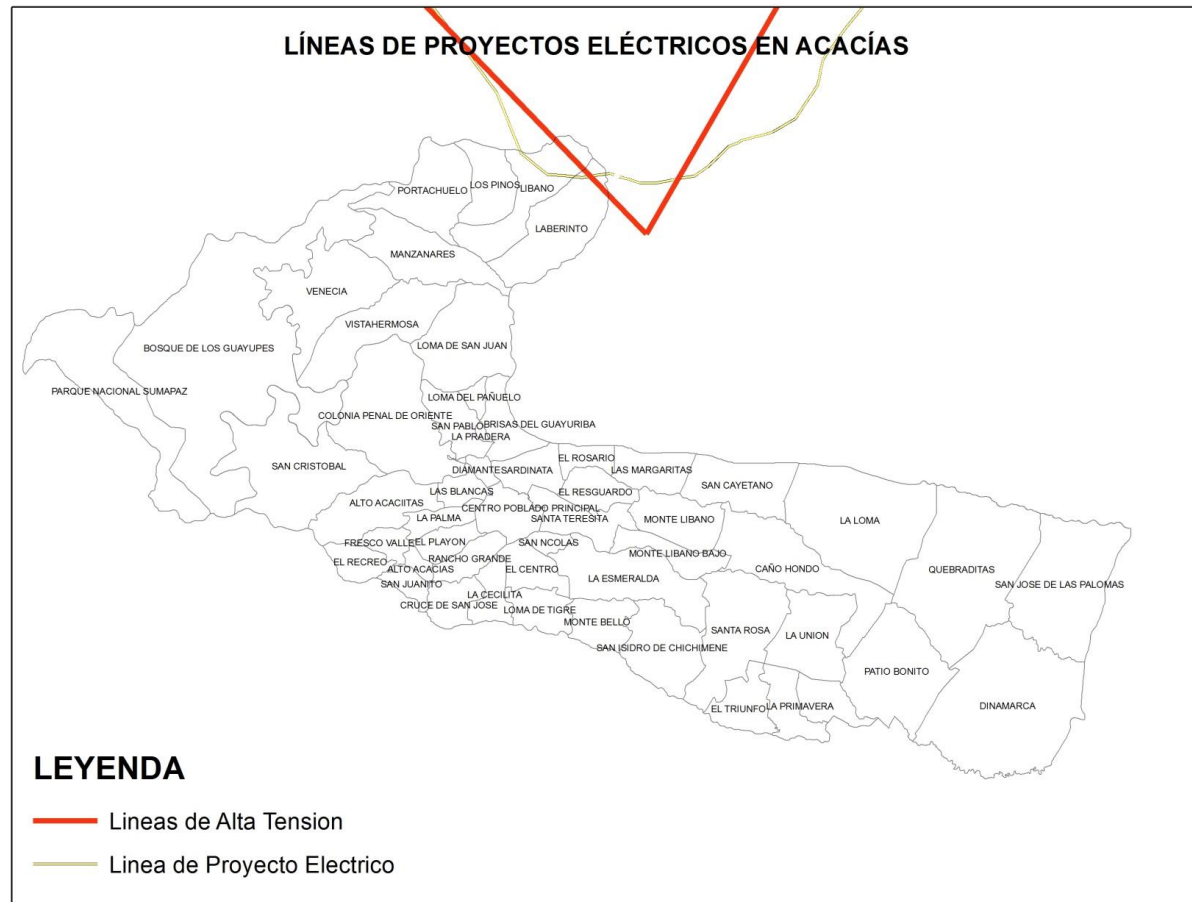 LÍNEAS DE PROYECTOS ELÉCTRICOS EN ACACÍAS
PORTACHUELO
LOS PINOS
LIBANO
LABERINTO
MANZANARES
VENECIA
VISTAHERMOSA
LOMA DE SAN JUAN
BOSQUE DE LOS GUAYUPES
PARQUE NACIONAL SUMAPAZ
LOMA DEL PAÑUELO
COLONIA PENAL DE ORIENTE
SAN PABLO
BRISAS DEL GUAYURIBA
LA PRADERA
EL ROSARIO
SAN CRISTOBAL
DIAMANTE
SARDINATA
LAS MARGARITAS
SAN CAYETANO
ALTO ACACIITAS
LAS BLANCAS
EL RESGUARDO
CENTRO POBLADO PRINCIPAL
LA PALMA
SANTA TERESITA
MONTE LIBANO
LA LOMA
FRESCO VALLE
EL PLAYON
SAN NCOLAS
RANCHO GRANDE
MONTE LIBANO BAJO
EL RECREO
ALTO ACACIAS
EL CENTRO
CAÑO HONDO
QUEBRADITAS
LA ESMERALDA
SAN JUANITO
SAN JOSE DE LAS PALOMAS
LA CECILITA
CRUCE DE SAN JOSE
LOMA DE TIGRE
MONTE BELLO
SANTA ROSA
LA UNION
SAN ISIDRO DE CHICHIMENE
PATIO BONITO
EL TRIUNFO
LA PRIMAVERA
DINAMARCA
LEYENDA
Lineas de Alta Tension
Linea de Proyecto Electrico